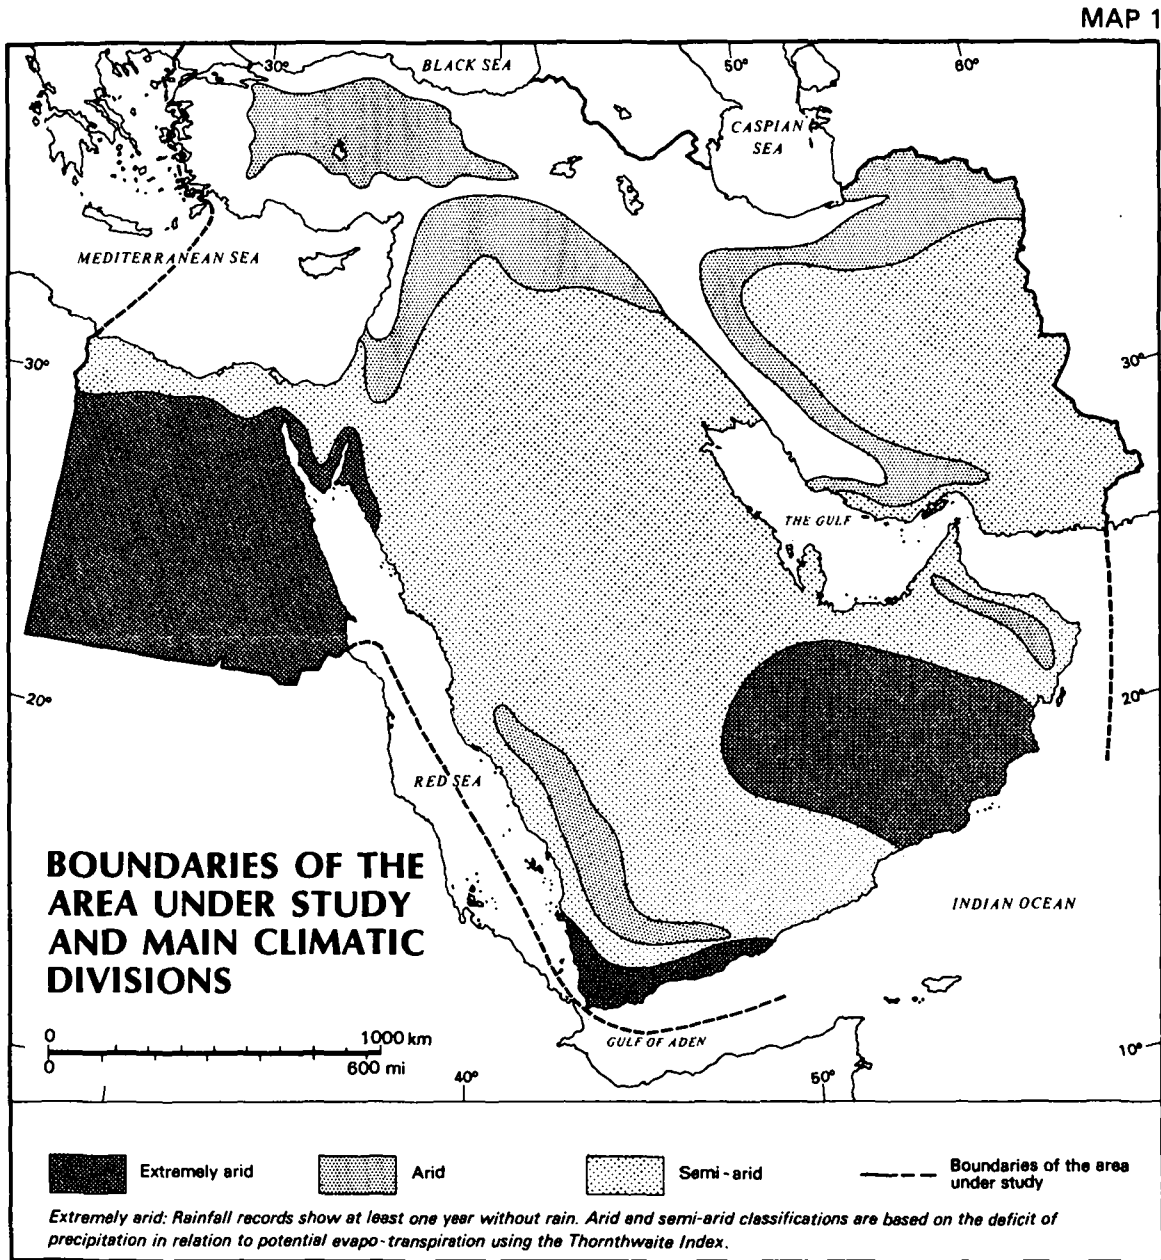 MAP 1
30°
BLACK SEA
50°
60°
CASPIAN
SEA
MEDITERRANEAN SEA
30°
30°
THE GULF
20°
20°
RED SEA
BOUNDARIES OF THE
AREA UNDER STUDY
AND MAIN CLIMATIC
DIVISIONS
INDIAN OCEAN
0 1000 km
0 600 mi
GULF OF ADEN
10°
40°
50°
Extremely arid
Arid
Semi-arid
Boundaries of the area
under study
Extremely arid: Rainfall records show at least one year without rain. Arid and semi-arid classifications are based on the deficit of
precipitation in relation to potential evapo-transpiration using the Thornthwaite Index.